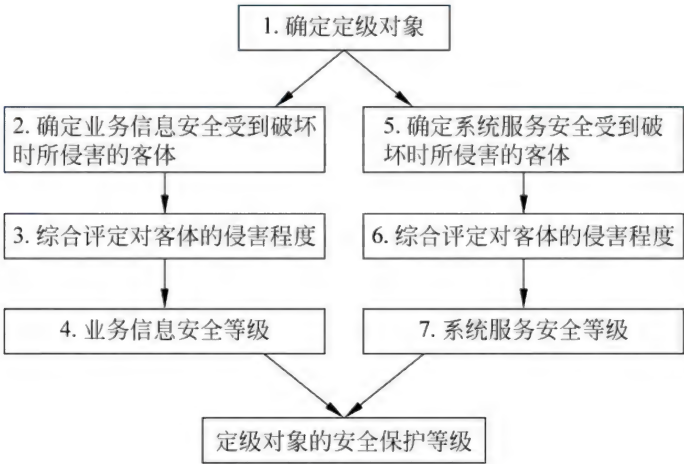 1. 确定定级对象
2. 确定业务信息安全受到破坏
时所侵害的客体
5. 确定系统服务安全受到破
坏时所侵害的客体
3. 综合评定对客体的侵害程度
6. 综合评定对客体的侵害程度
4. 业务信息安全等级
7. 系统服务安全等级
定级对象的安全保护等级